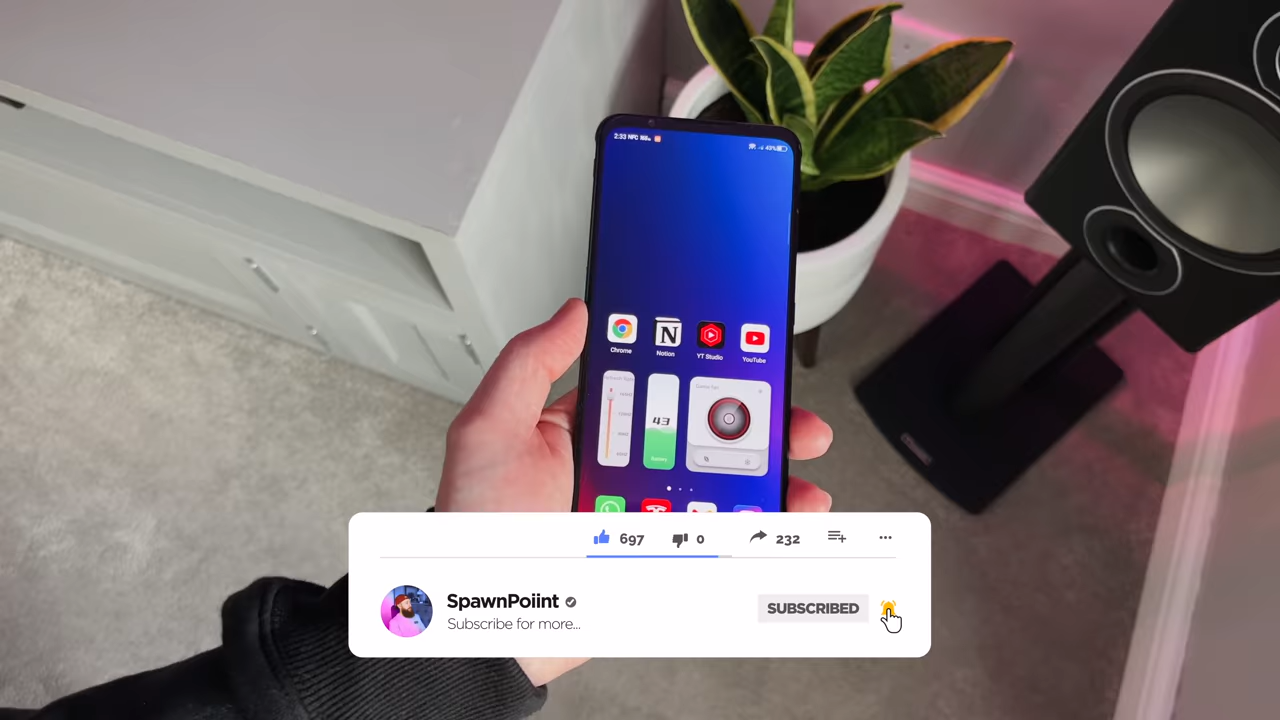 2:33
Chrome
Notion
YT Studio
YouTube
43
697
0
232
SpawnPoiint
Subscribe for more...
SUBSCRIBED